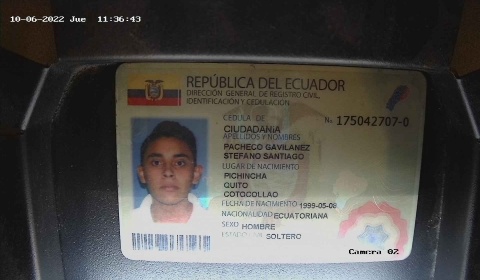 10-06-2022 Jue 11:36:43
REPÚBLICA DEL ECUADOR
DIRECCIÓN GENERAL DE REGISTRO CIVIL,
IDENTIFICACIÓN Y CEDULACIÓN
CÉDULA DE No. 175042707-0
CIUDADANÍA
APELLIDOS Y NOMBRES
PACHECO GAVILANEZ
STEFANO SANTIAGO
LUGAR DE NACIMIENTO
PICHINCHA
QUITO
COTOCOLLAO
FECHA DE NACIMIENTO 1999-05-08
NACIONALIDAD ECUATORIANA
SEXO HOMBRE
ESTADO CIVIL SOLTERO
Camera 02